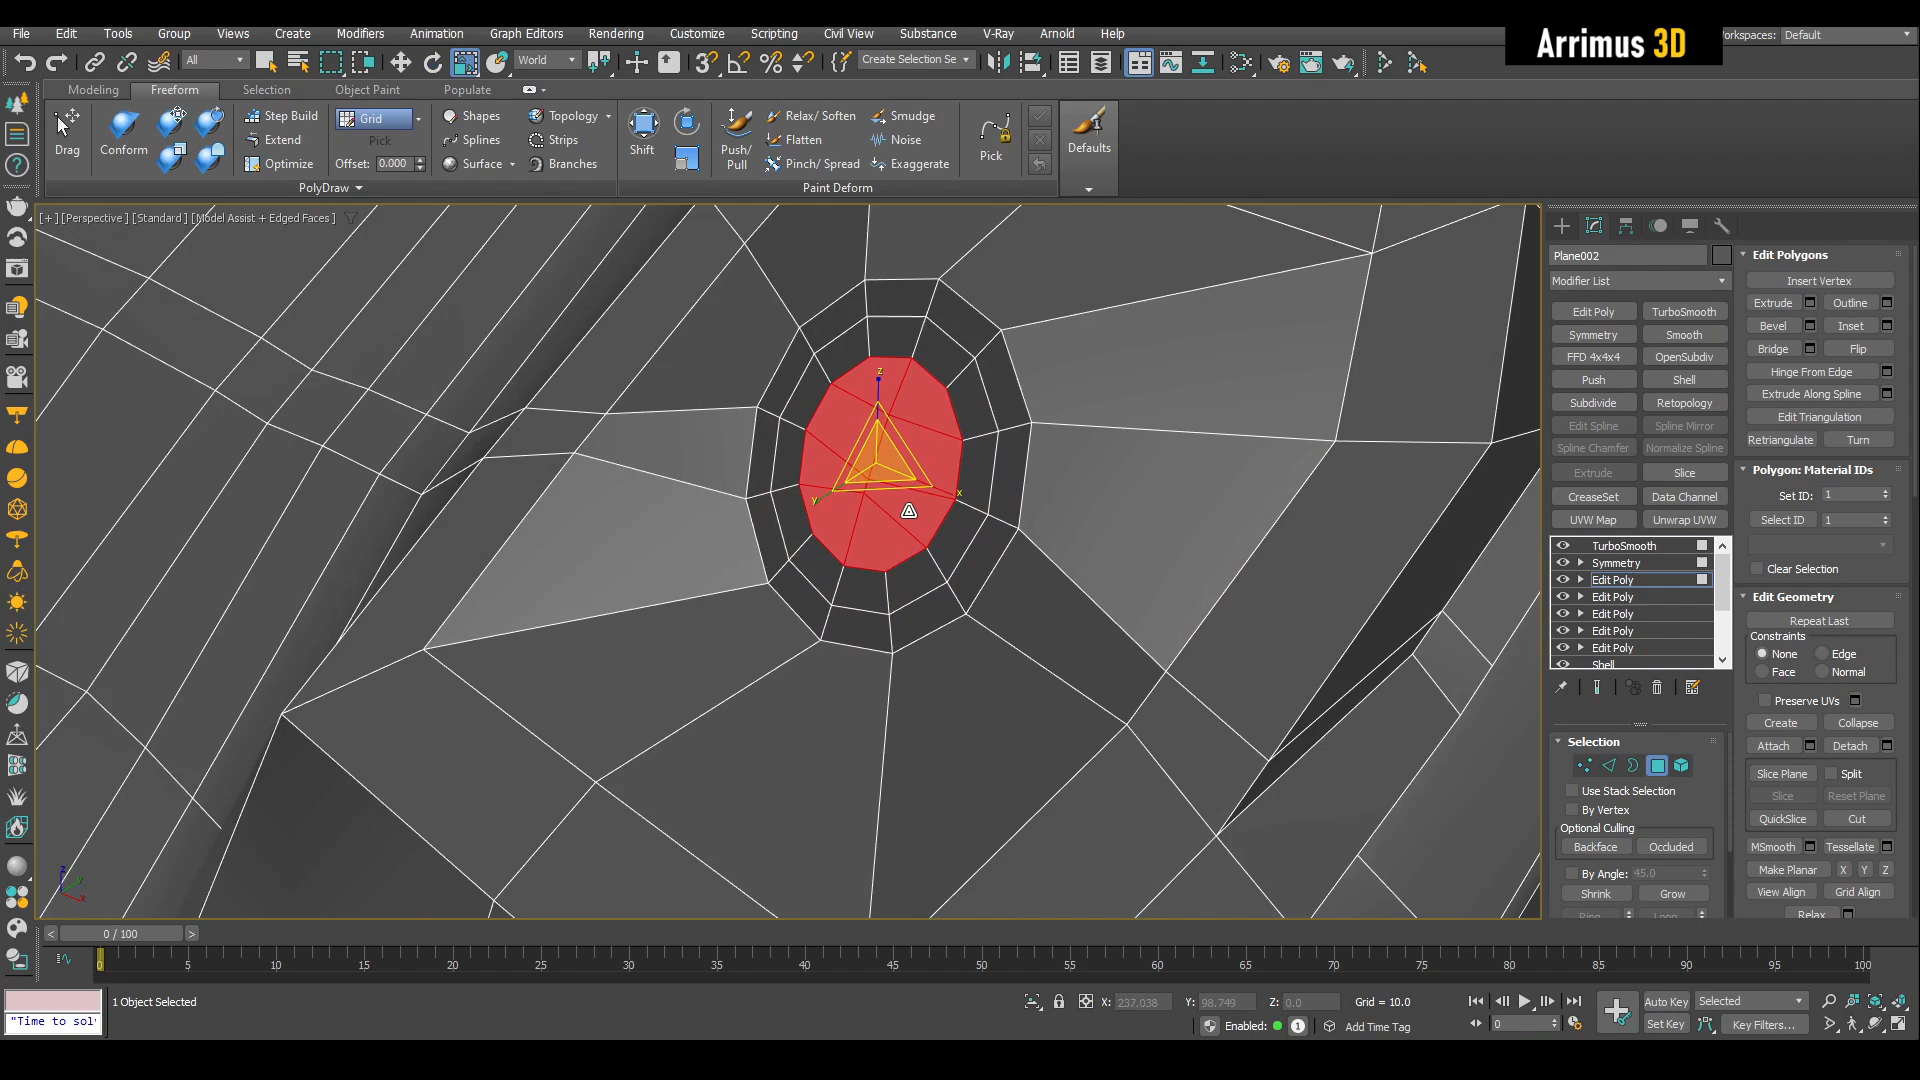 File Edit Tools Group Views Create Modifiers Animation Graph Editors Rendering Customize Scripting Civil View Substance V-Ray Arnold Help
Arrimus 3D
orkspaces: Default
All World Create Selection Se
Modeling Freeform Selection Object Paint Populate
Drag Conform Step Build Grid Shapes Topology Shift Push/ Pull Relax/ Soften Smudge Pick Defaults
Extend Pick Splines Strips Flatten Noise
Optimize Offset: 0.000 Surface Branches Pinch/ Spread Exaggerate
PolyDraw Paint Deform
[+] [Perspective ] [Standard ] [Model Assist + Edged Faces ]
z
y
x
z
y
x
Plane002
Modifier List
Edit Poly TurboSmooth
Symmetry Smooth
FFD 4x4x4 OpenSubdiv
Push Shell
Subdivide Retopology
Edit Spline Spline Mirror
Spline Chamfer Normalize Spline
Extrude Slice
CreaseSet Data Channel
UVW Map Unwrap UVW
TurboSmooth
Symmetry
Edit Poly
Edit Poly
Edit Poly
Edit Poly
Edit Poly
Shell
Selection
Use Stack Selection
By Vertex
Optional Culling
Backface Occluded
By Angle: 45.0
Shrink Grow
Ring Loop
Edit Polygons
Insert Vertex
Extrude Outline
Bevel Inset
Bridge Flip
Hinge From Edge
Extrude Along Spline
Edit Triangulation
Retriangulate Turn
Polygon: Material IDs
Set ID: 1
Select ID 1
Clear Selection
Edit Geometry
Repeat Last
Constraints
None Edge
Face Normal
Preserve UVs
Create Collapse
Attach Detach
Slice Plane Split
Slice Reset Plane
QuickSlice Cut
MSmooth Tessellate
Make Planar X Y Z
View Align Grid Align
Relax
< 0 / 100 >
0 5 10 15 20 25 30 35 40 45 50 55 60 65 70 75 80 85 90 95 100
1 Object Selected
"Time to sol
X: 237.038 Y: 98.749 Z: 0.0 Grid = 10.0
Enabled: 1 Add Time Tag
0
Auto Key Selected
Set Key Key Filters...